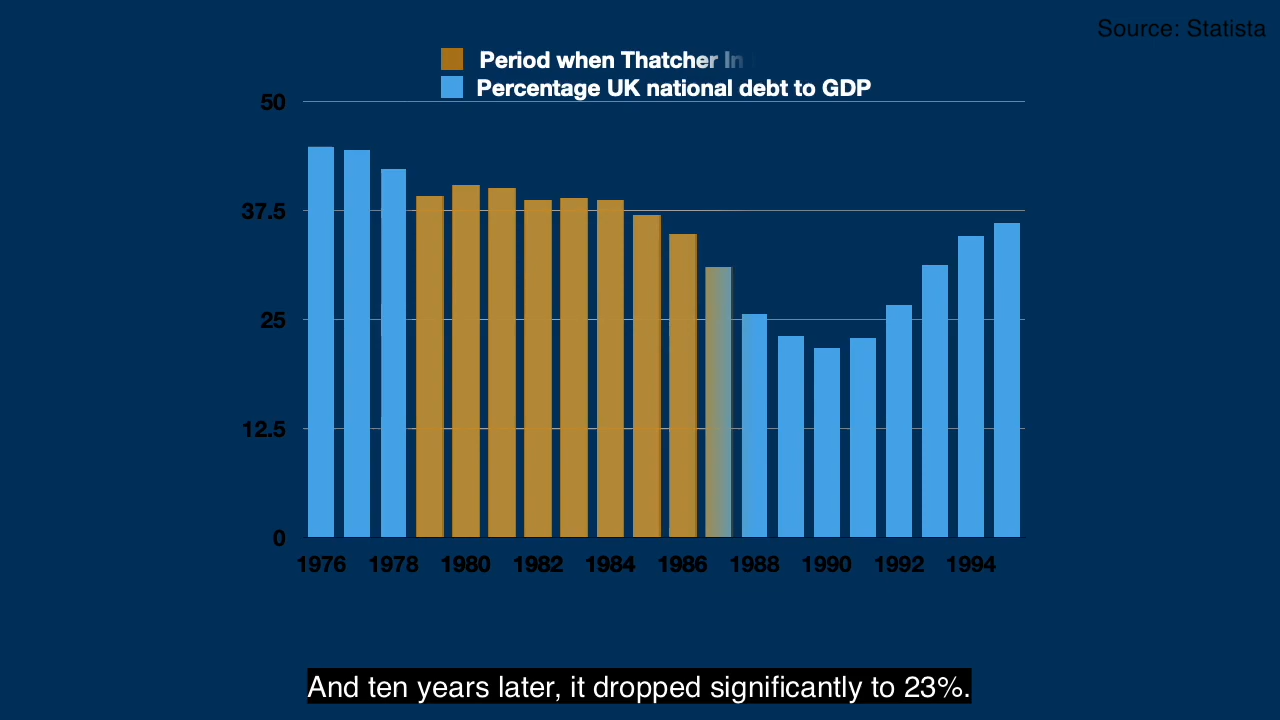 Source: Statista
Period when Thatcher In
Percentage UK national debt to GDP
50
37.5
25
12.5
0
1976 1978 1980 1982 1984 1986 1988 1990 1992 1994
And ten years later, it dropped significantly to 23%.